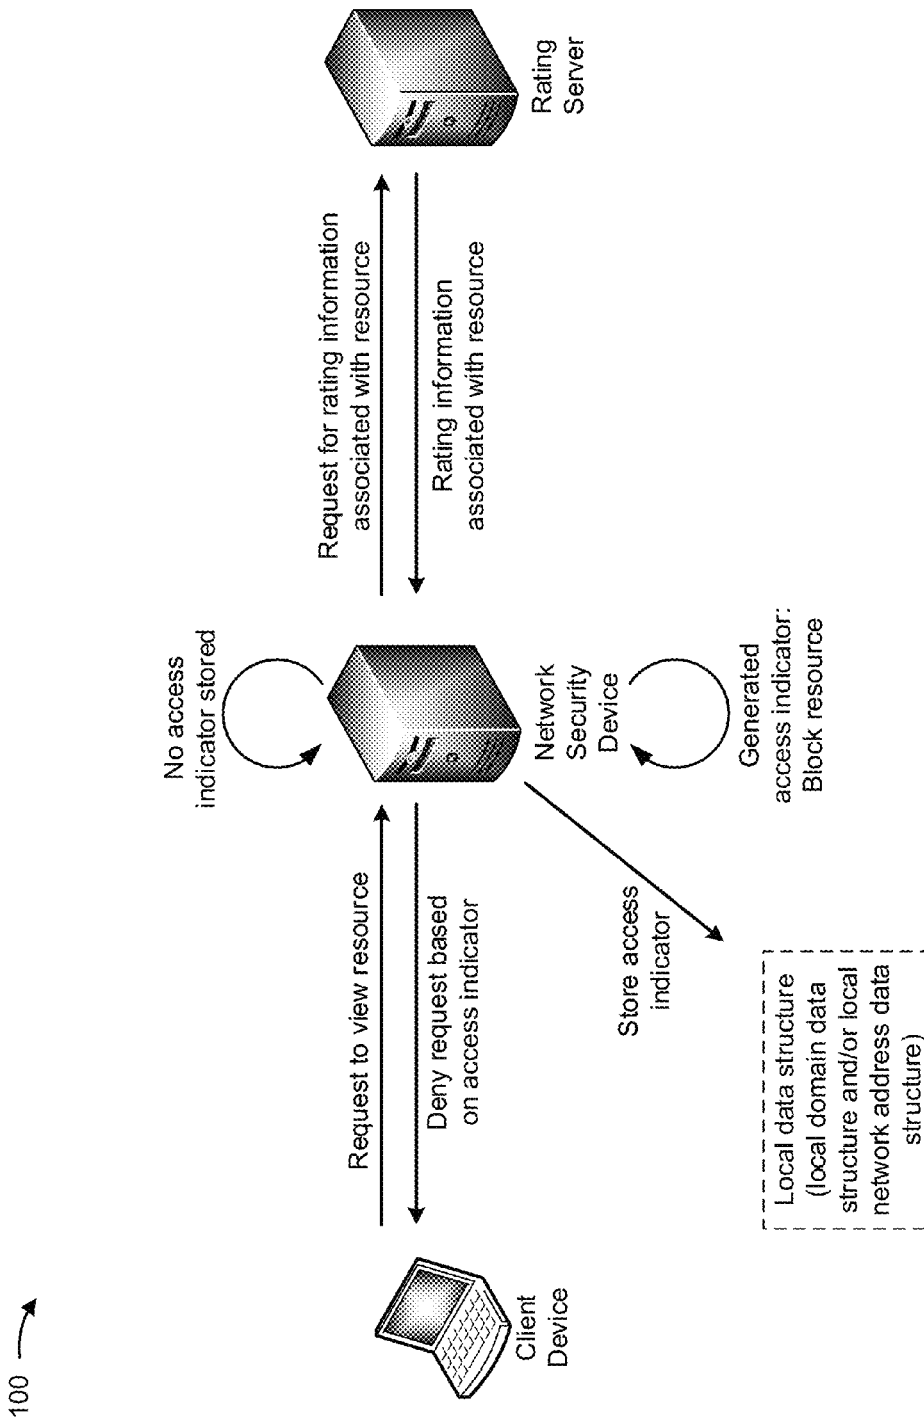 100
No access
indicator stored
Request to view resource
Deny request based
on access indicator
Request for rating information
associated with resource
Rating information
associated with resource
Client
Device
Network
Security
Device
Rating
Server
Store access
indicator
Generated
access indicator:
Block resource
Local data structure
(local domain data
structure and/or local
network address data
structure)